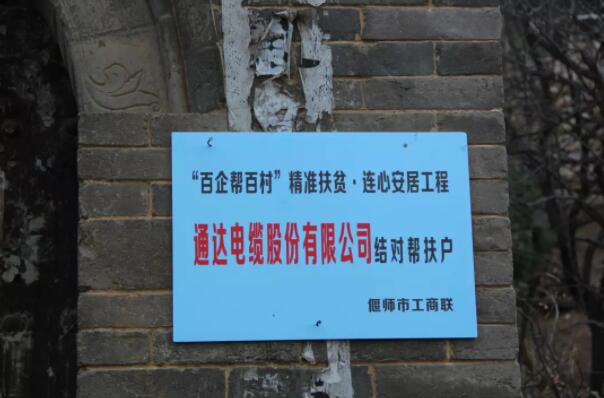 “百企帮百村”精准扶贫·连心安居工程
通达电缆股份有限公司结对帮扶户
偃师市工商联